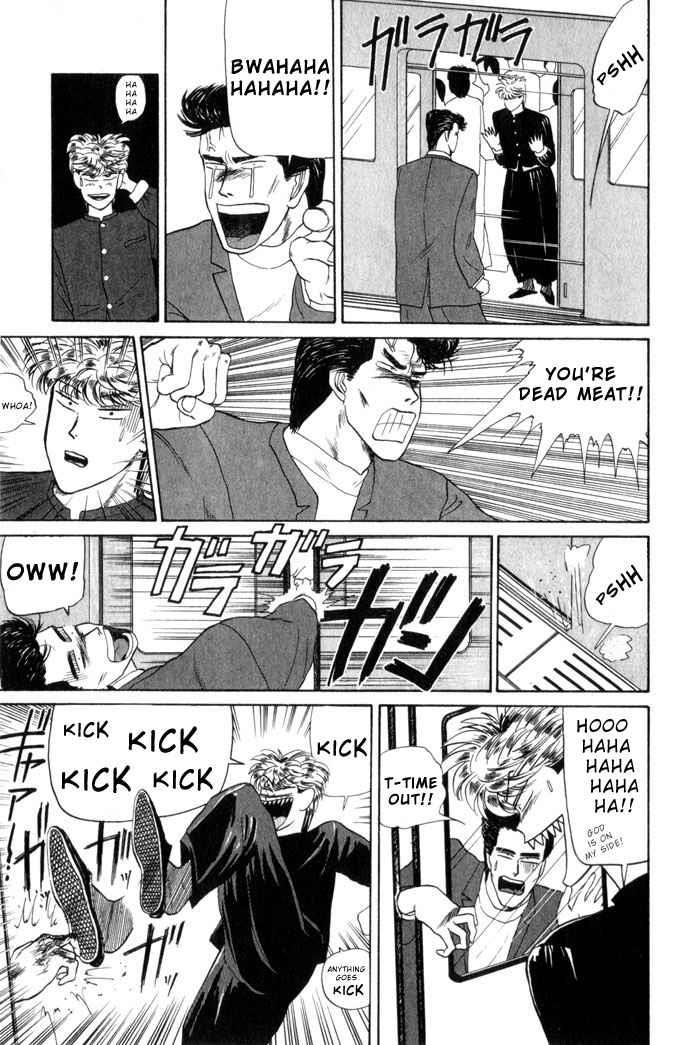 PSHH
ガラガラ
BWAHAHA
HAHAHA!!
HA
HA
HA
HA
YOU'RE
DEAD MEAT!!
WHOA!
PSHH
ガラガラ
ガン
OWW!
HOOO
HAHA
HAHA
HAHA
HA!!
GOD
IS ON
MY SIDE!
T-TIME
OUT!!
KICK
KICK
KICK
KICK
KICK
ANYTHING
GOES
KICK